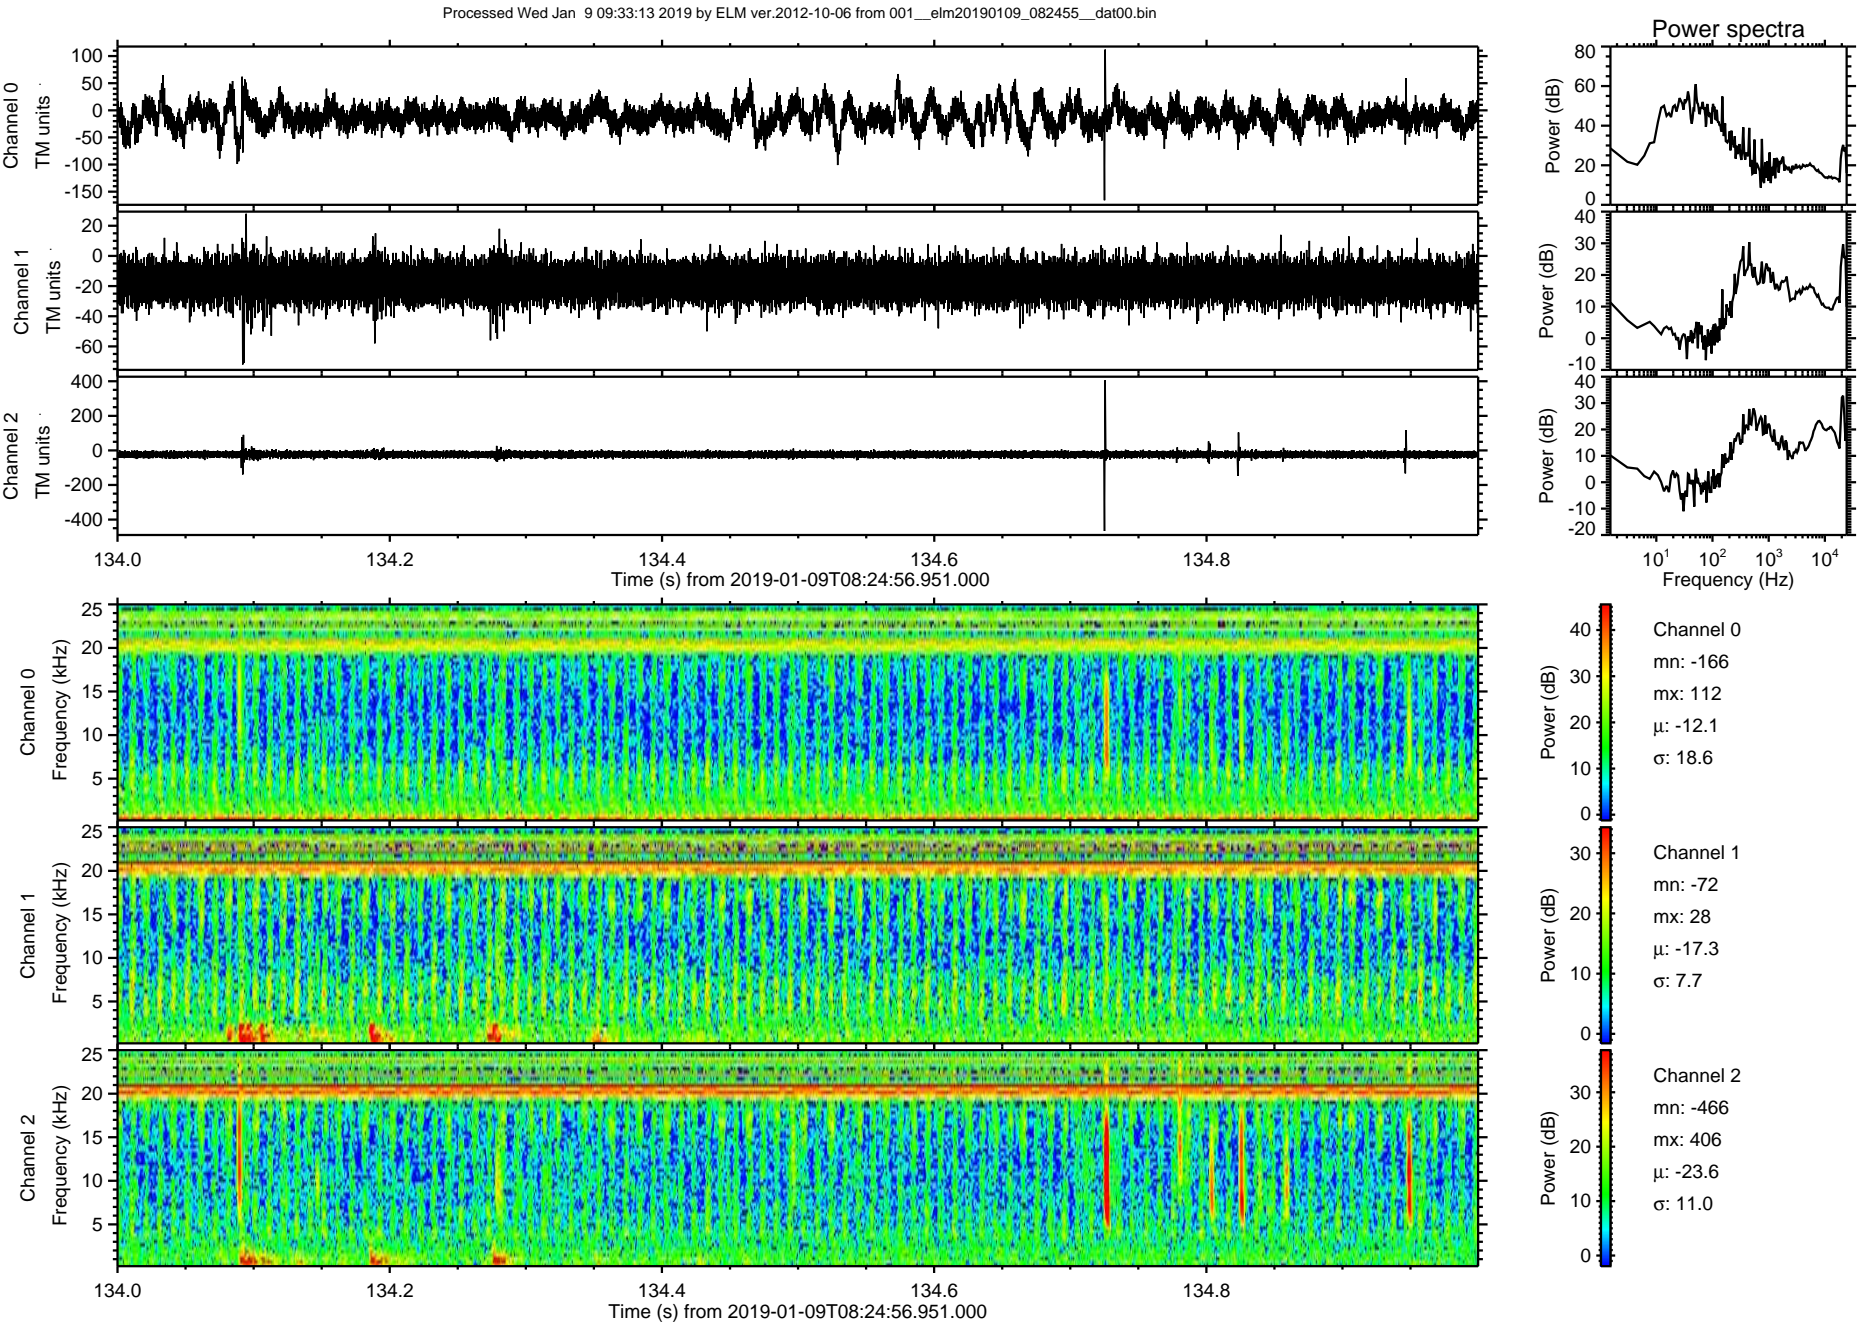 Processed Wed Jan  9 09:33:13 2019 by ELM ver.2012-10-06 from 001__elm20190109_082455__dat00.bin
Power spectra
Channel 0
TM units
100
50
0
-50
-100
-150
Power (dB)
80
60
40
20
0
Channel 1
TM units
20
0
-20
-40
-60
Power (dB)
40
30
20
10
0
-10
Channel 2
TM units
400
200
0
-200
-400
Power (dB)
40
30
20
10
0
-10
-20
134.0 134.2 134.4 134.6 134.8
Time (s) from 2019-01-09T08:24:56.951.000
10^1 10^2 10^3 10^4
Frequency (Hz)
Channel 0
Frequency (kHz)
25
20
15
10
5
Power (dB)
40
30
20
10
0
Channel 0
mn: -166
mx: 112
µ: -12.1
σ: 18.6
Channel 1
Frequency (kHz)
25
20
15
10
5
Power (dB)
30
20
10
0
Channel 1
mn: -72
mx: 28
µ: -17.3
σ: 7.7
Channel 2
Frequency (kHz)
25
20
15
10
5
Power (dB)
30
20
10
0
Channel 2
mn: -466
mx: 406
µ: -23.6
σ: 11.0
134.0 134.2 134.4 134.6 134.8
Time (s) from 2019-01-09T08:24:56.951.000